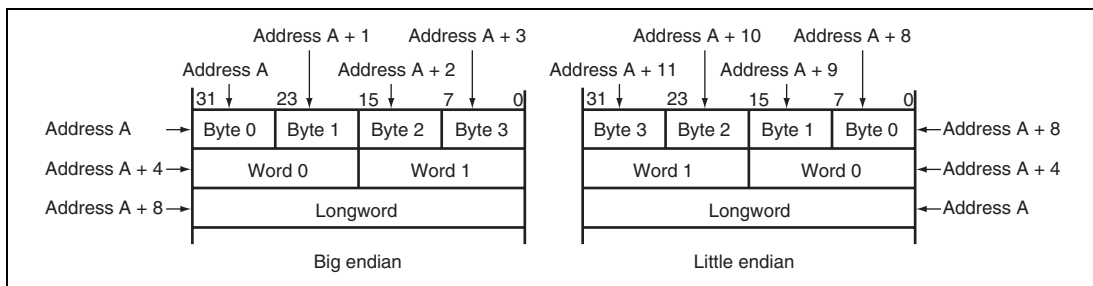 Address A + 1 Address A + 3 Address A + 10 Address A + 8
Address A Address A + 2 Address A + 11 Address A + 9
31 23 15 7 0 31 23 15 7 0
Address A Byte 0 Byte 1 Byte 2 Byte 3 Byte 3 Byte 2 Byte 1 Byte 0 Address A + 8
Address A + 4 Word 0 Word 1 Word 1 Word 0 Address A + 4
Address A + 8 Longword Longword Address A
Big endian Little endian